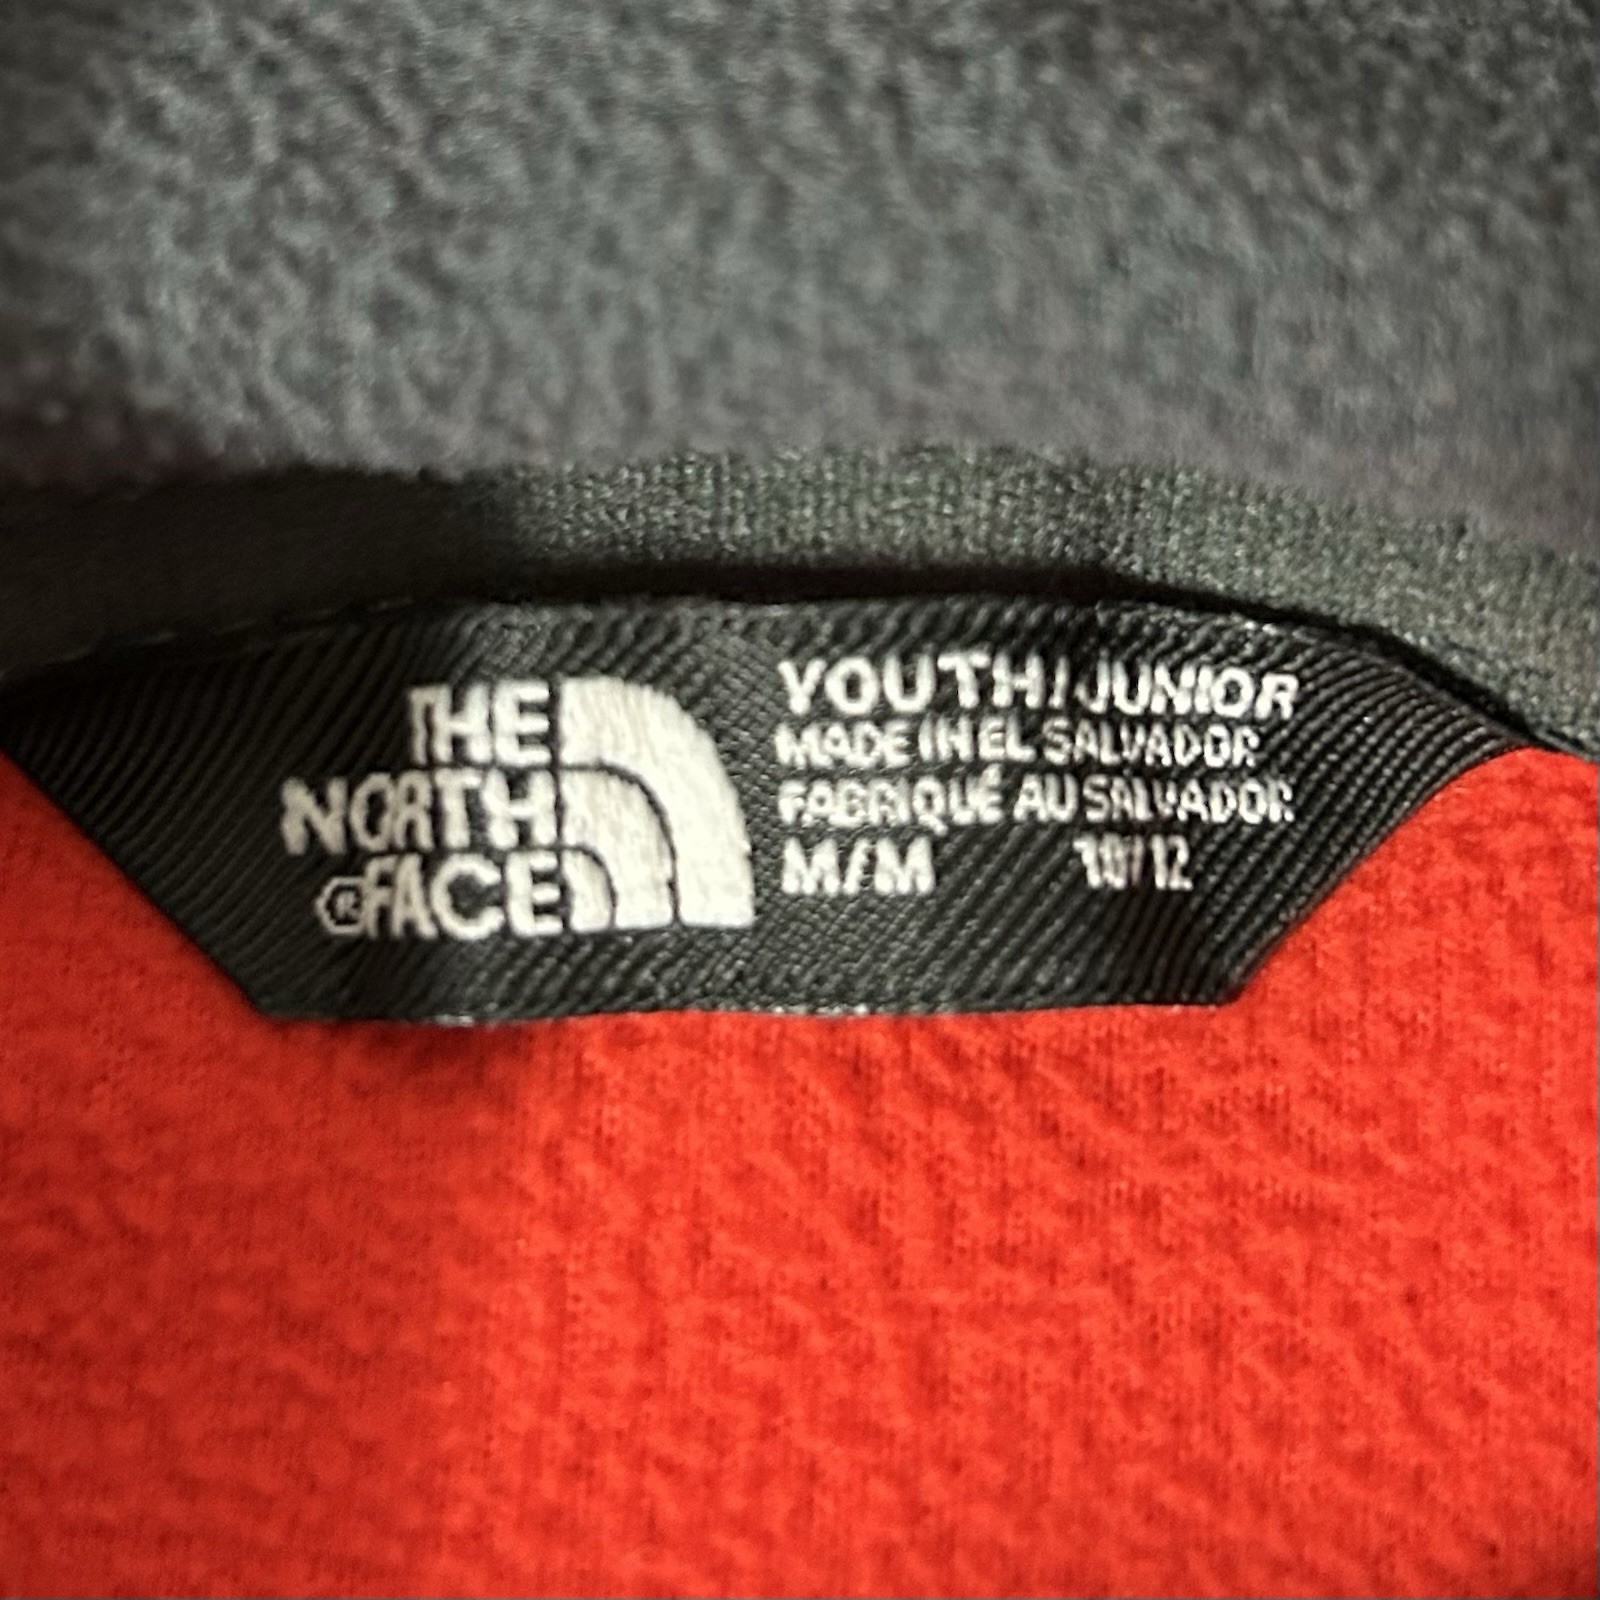 THE
NORTH
® FACE
YOUTH/JUNIOR
MADE IN EL SALVADOR
FABRIQUÉ AU SALVADOR
M/M 10/12